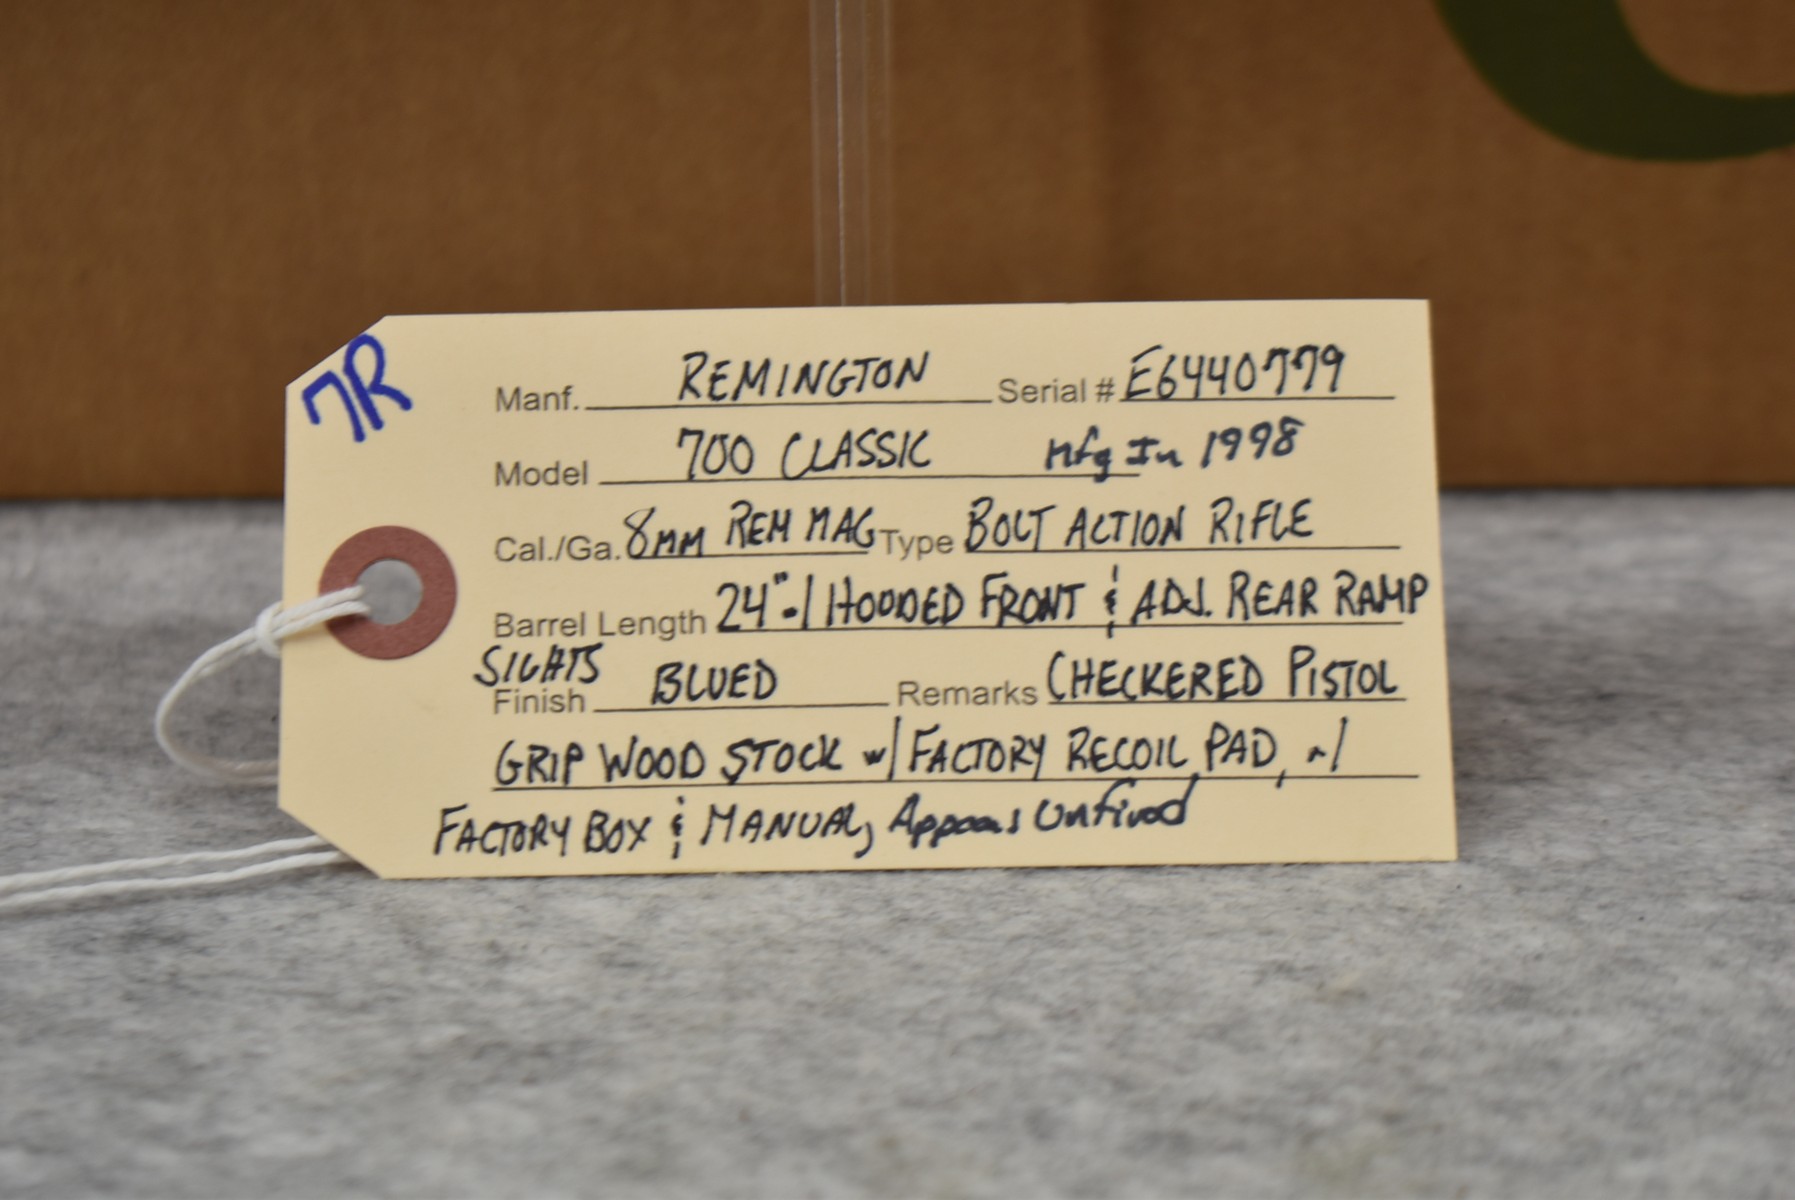 7R
Manf. REMINGTON Serial # E6440779
Model 700 CLASSIC Mfg In 1998
Cal./Ga. 8MM REM MAG Type BOLT ACTION RIFLE
Barrel Length 24" w/ HOODED FRONT & ADJ. REAR RAMP
SIGHTS
Finish BLUED Remarks CHECKERED PISTOL
GRIP WOOD STOCK w/ FACTORY RECOIL PAD, w/
FACTORY BOX & MANUAL, Appears Unfired